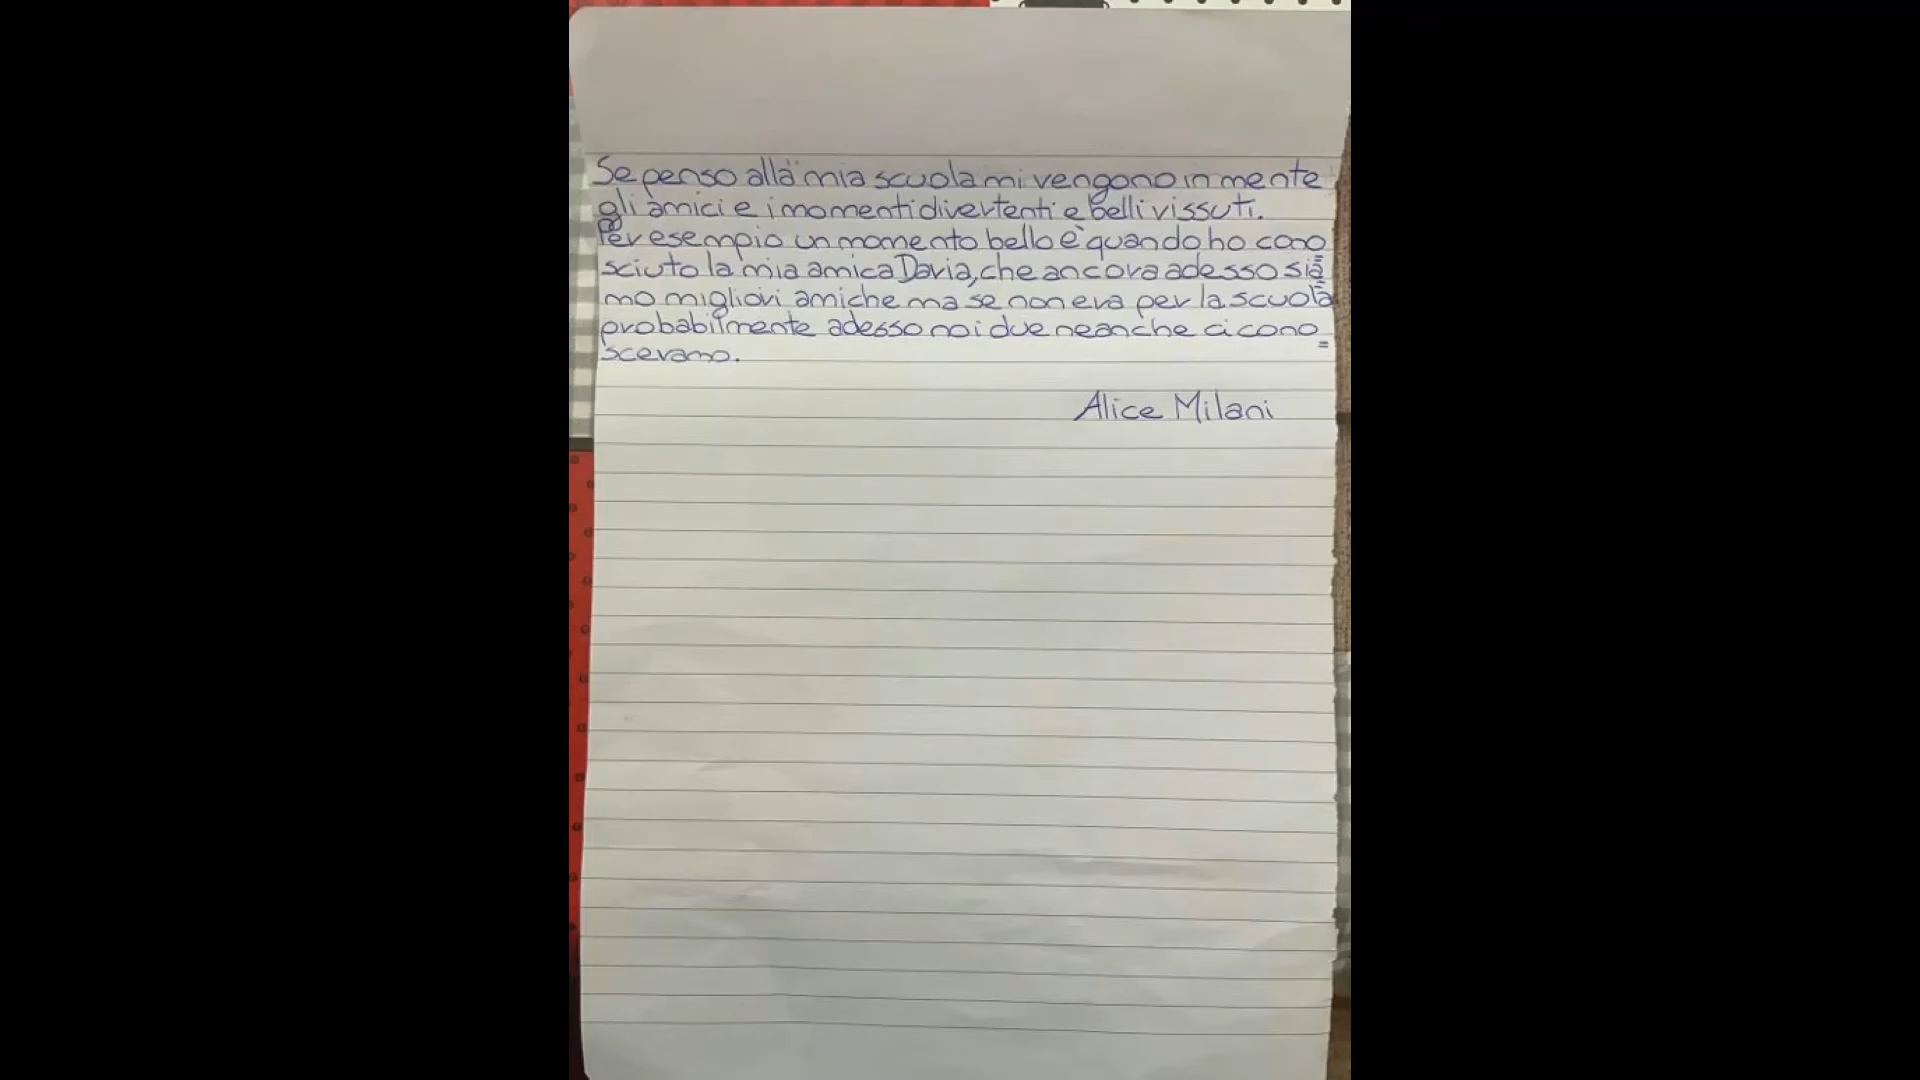 Se penso alla mia scuola mi vengono in mente
gli amici e i momenti divertenti e belli vissuti.
Per esempio un momento bello è quando ho cono=
sciuto la mia amica Daria, che ancora adesso sia=
mo migliori amiche ma se non era per la scuola
probabilmente adesso noi due neanche ci cono=
scevamo.
Alice Milani